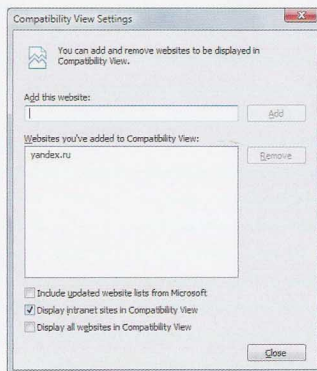 Compatibility View Settings
You can add and remove websites to be displayed in
Compatibility View.
Add this website:
Add
Websites you've added to Compatibility View:
yandex.ru
Remove
Include updated website lists from Microsoft
Display intranet sites in Compatibility View
Display all websites in Compatibility View
Close